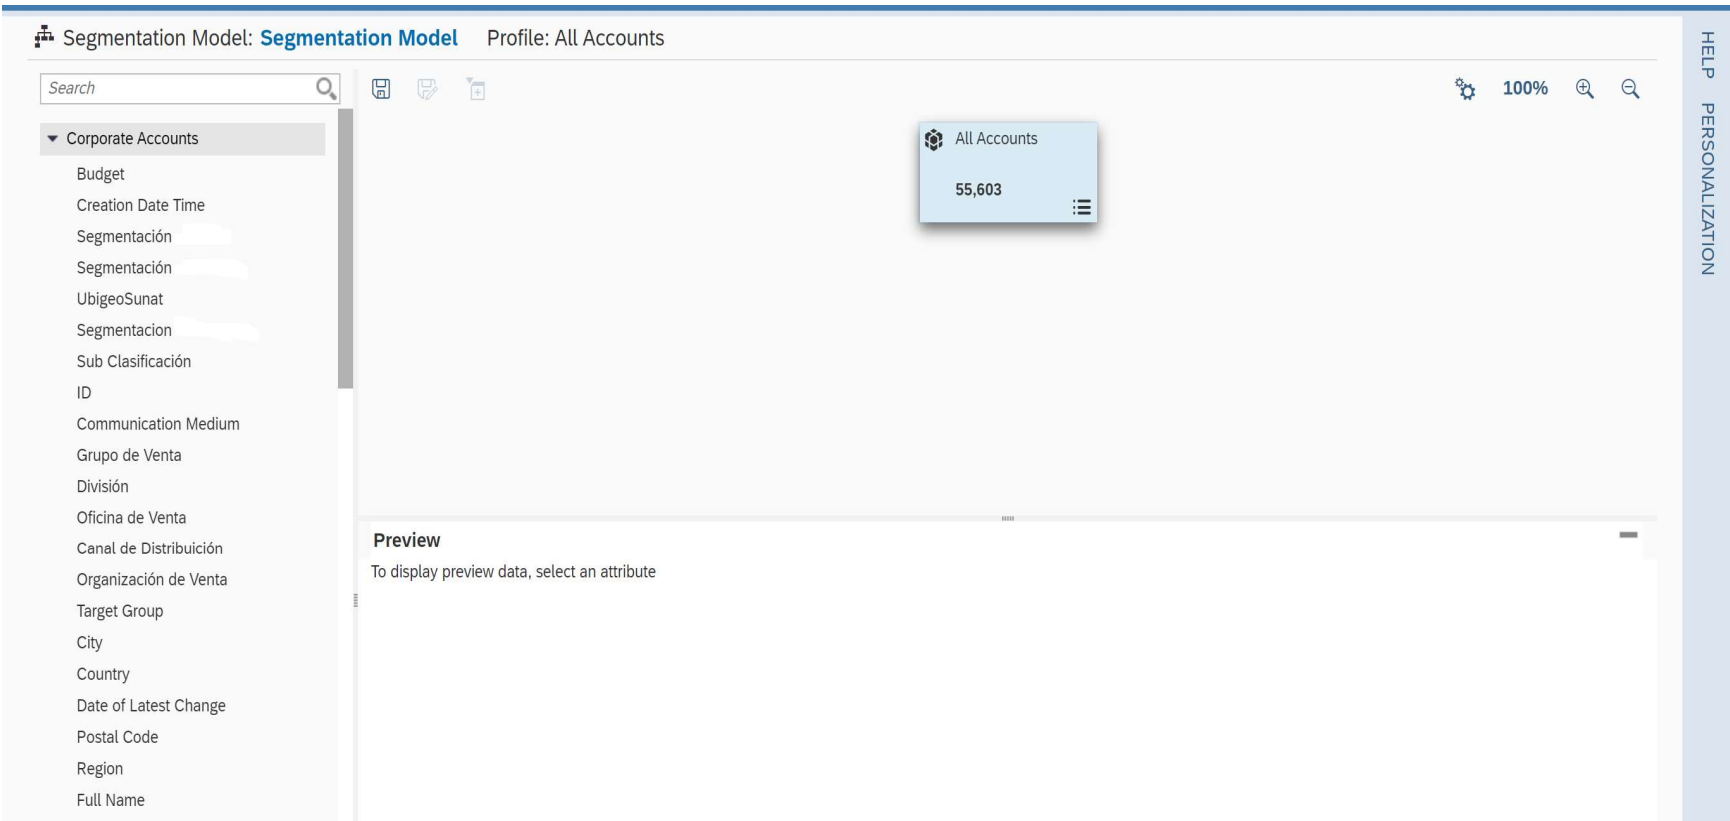 Segmentation Model: Segmentation Model Profile: All Accounts
Search
100%
Corporate Accounts
Budget
Creation Date Time
Segmentación
Segmentación
UbigeoSunat
Segmentacion
Sub Clasificación
ID
Communication Medium
Grupo de Venta
División
Oficina de Venta
Canal de Distribuición
Organización de Venta
Target Group
City
Country
Date of Latest Change
Postal Code
Region
Full Name
All Accounts
55,603
Preview
To display preview data, select an attribute
HELP
PERSONALIZATION